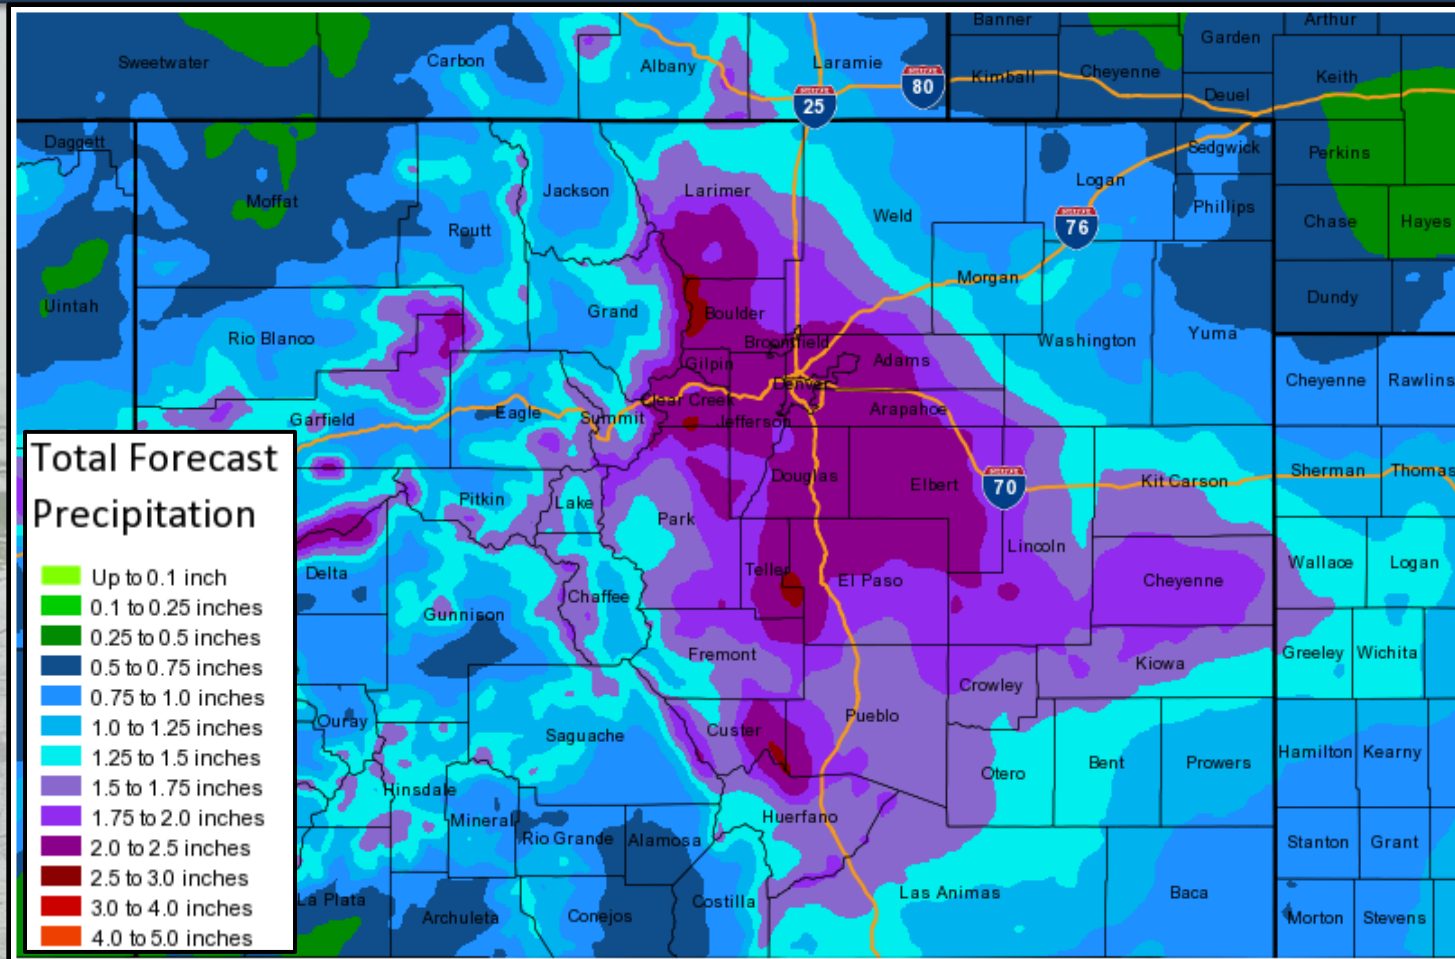 Banner
Arthur
Garden
Sweetwater
Carbon
Albany
Laramie
Kimball
Cheyenne
Keith
80
Deuel
25
Daggett
Sedgwick
Perkins
Moffat
Jackson
Larimer
Logan
Phillips
Chase
Hayes
Routt
Weld
76
Uintah
Morgan
Dundy
Rio Blanco
Grand
Boulder
Broomfield
Washington
Yuma
Gilpin
Adams
Denver
Cheyenne
Rawlins
Clear Creek
Garfield
Eagle
Summit
Jefferson
Arapahoe
Total Forecast
Precipitation
Douglas
Elbert
70
Kit Carson
Sherman
Thomas
Pitkin
Lake
Park
Lincoln
Delta
Teller
El Paso
Cheyenne
Wallace
Logan
Gunnison
Chaffee
Fremont
Kiowa
Greeley
Wichita
Crowley
Ouray
Saguache
Custer
Pueblo
Hamilton
Kearny
Otero
Bent
Prowers
Hinsdale
Mineral
Rio Grande
Alamosa
Huerfano
Stanton
Grant
La Plata
Archuleta
Conejos
Costilla
Las Animas
Baca
Morton
Stevens
Up to 0.1 inch
0.1 to 0.25 inches
0.25 to 0.5 inches
0.5 to 0.75 inches
0.75 to 1.0 inches
1.0 to 1.25 inches
1.25 to 1.5 inches
1.5 to 1.75 inches
1.75 to 2.0 inches
2.0 to 2.5 inches
2.5 to 3.0 inches
3.0 to 4.0 inches
4.0 to 5.0 inches